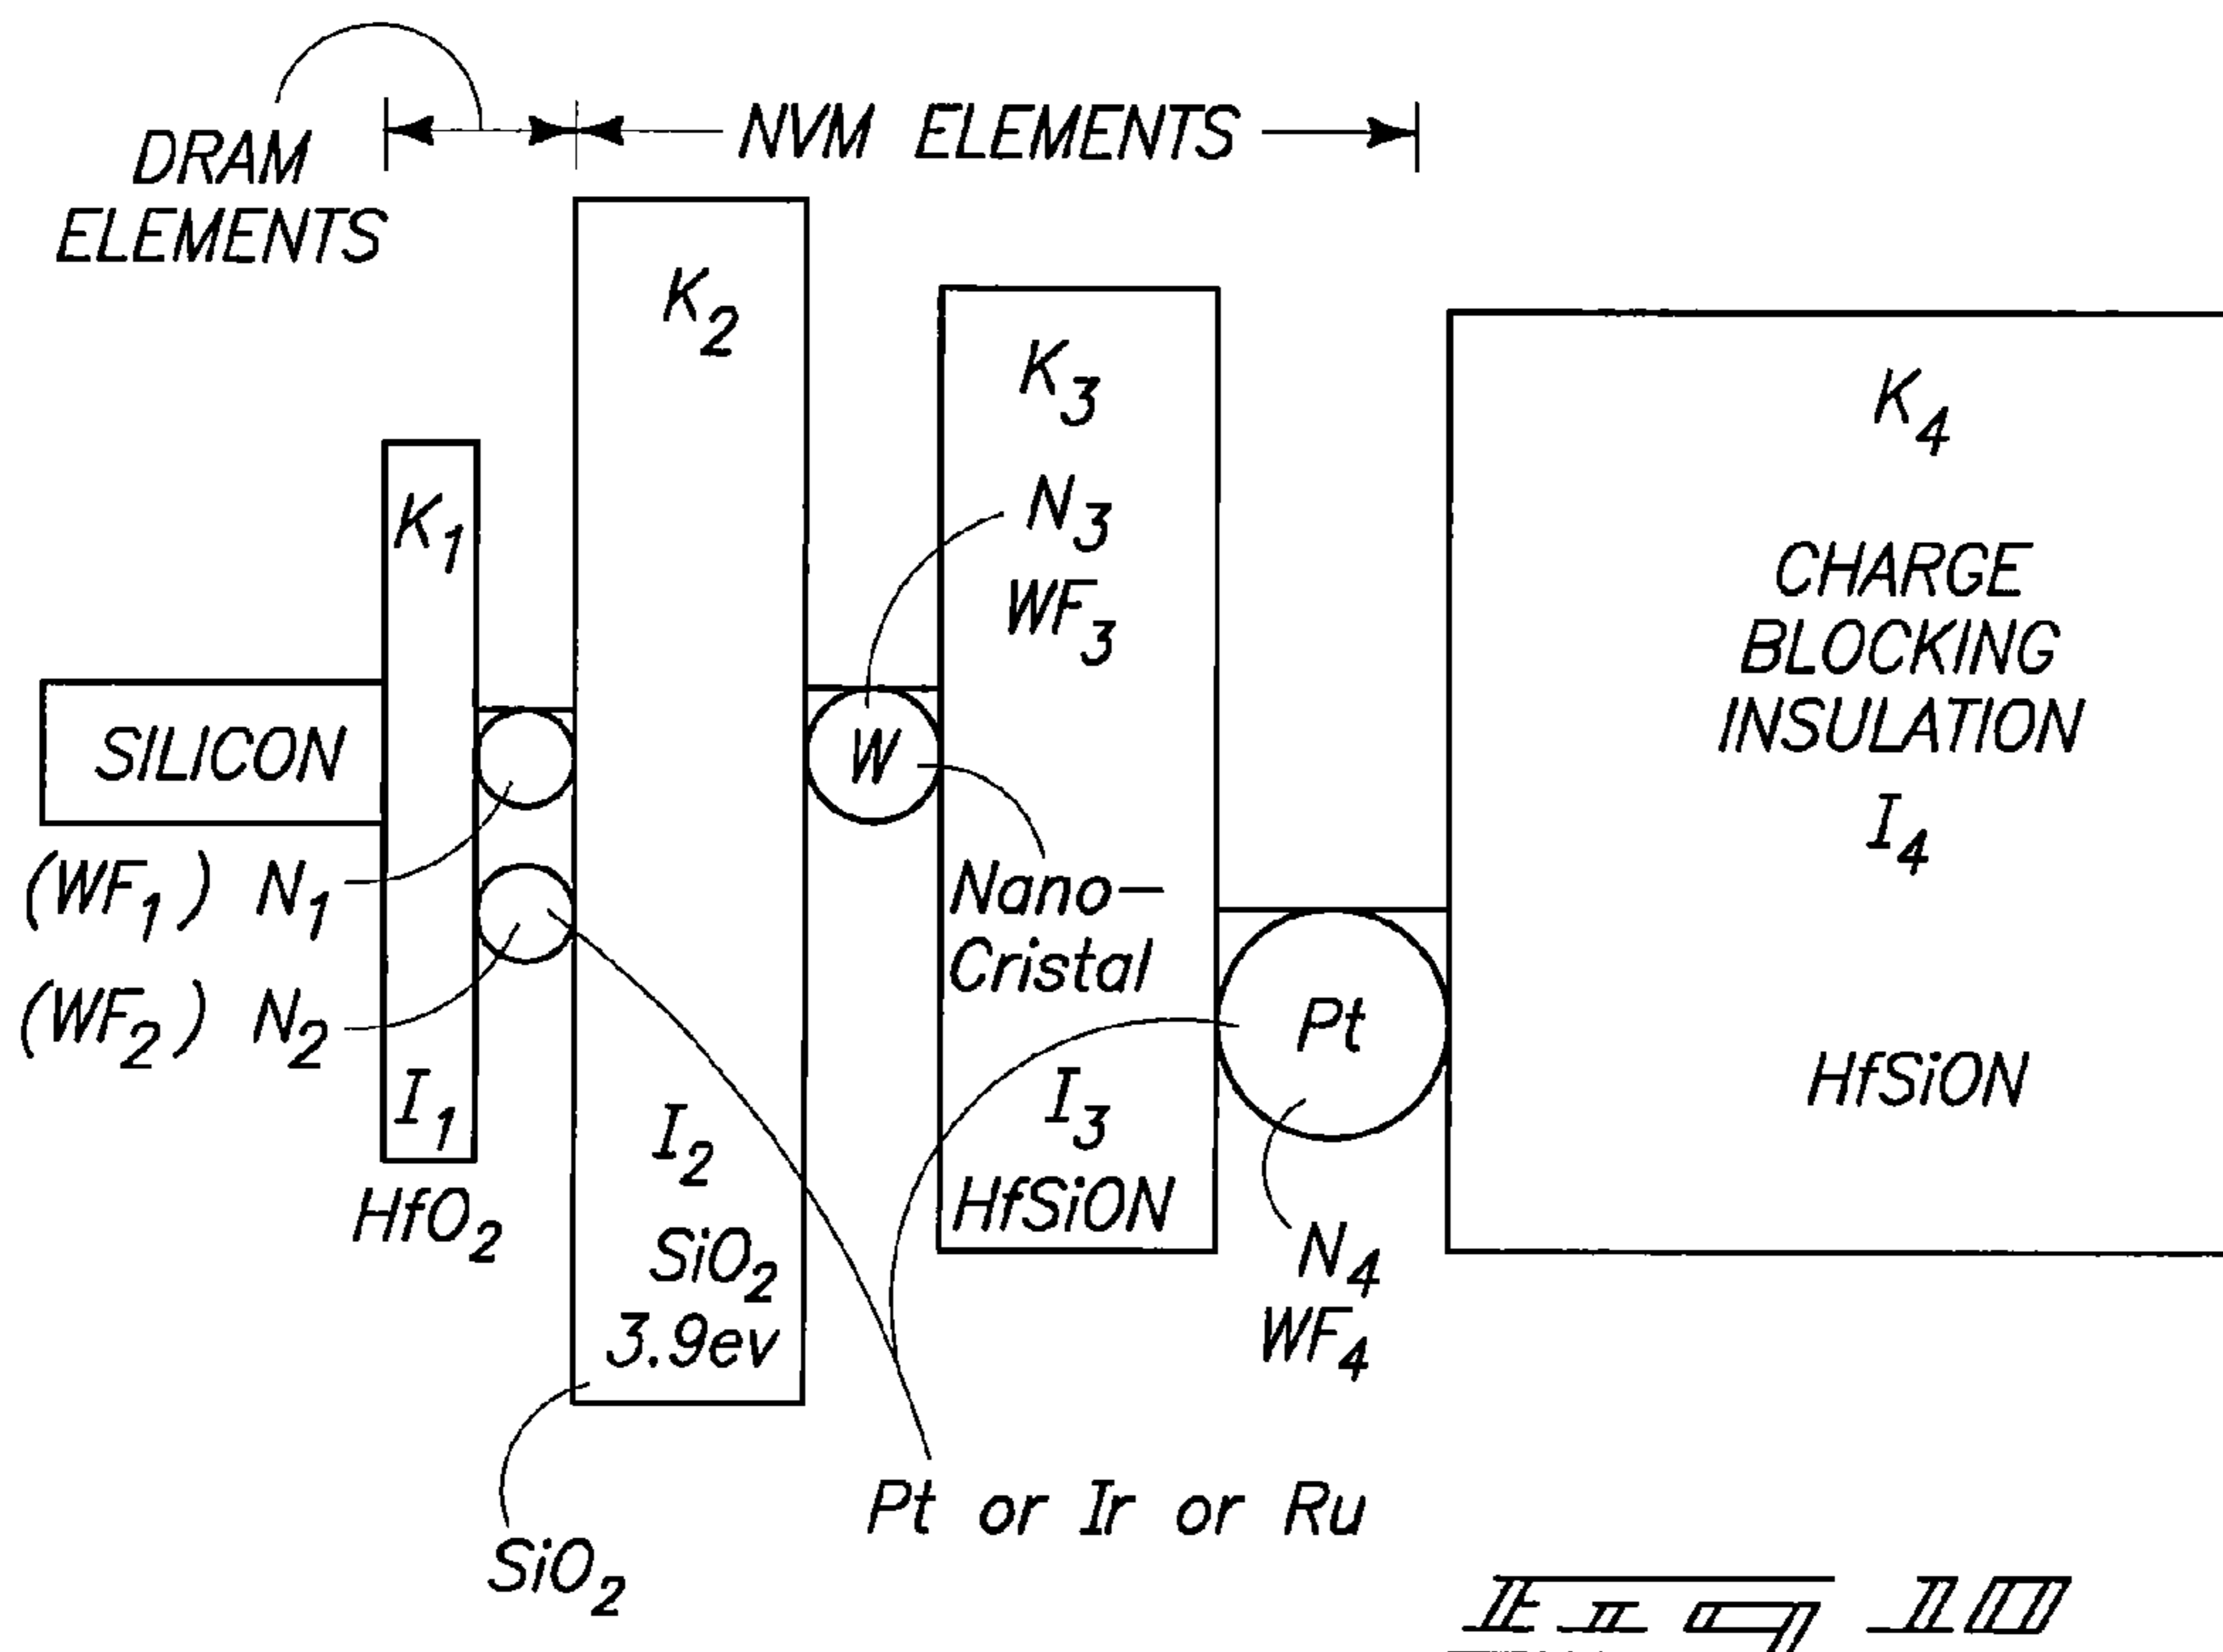 DRAM
ELEMENTS
NVM ELEMENTS
K1
I1
HfO2
SILICON
(WF1) N1
(WF2) N2
K2
I2
SiO2
3.9ev
SiO2
W
K3
N3
WF3
Nano-
Cristal
I3
HfSiON
Pt
N4
WF4
Pt or Ir or Ru
K4
CHARGE
BLOCKING
INSULATION
I4
HfSiON
Fig 10